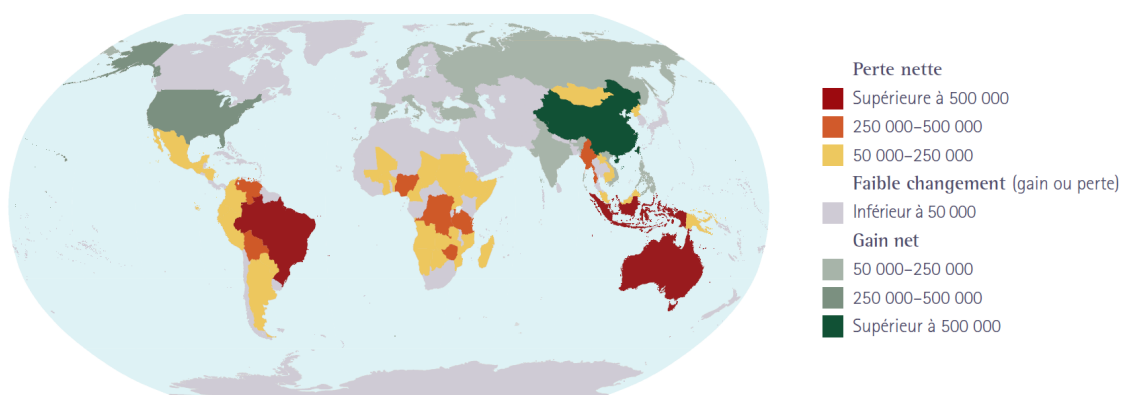 Perte nette
Supérieure à 500 000
250 000–500 000
50 000–250 000
Faible changement (gain ou perte)
Inférieur à 50 000
Gain net
50 000–250 000
250 000–500 000
Supérieur à 500 000